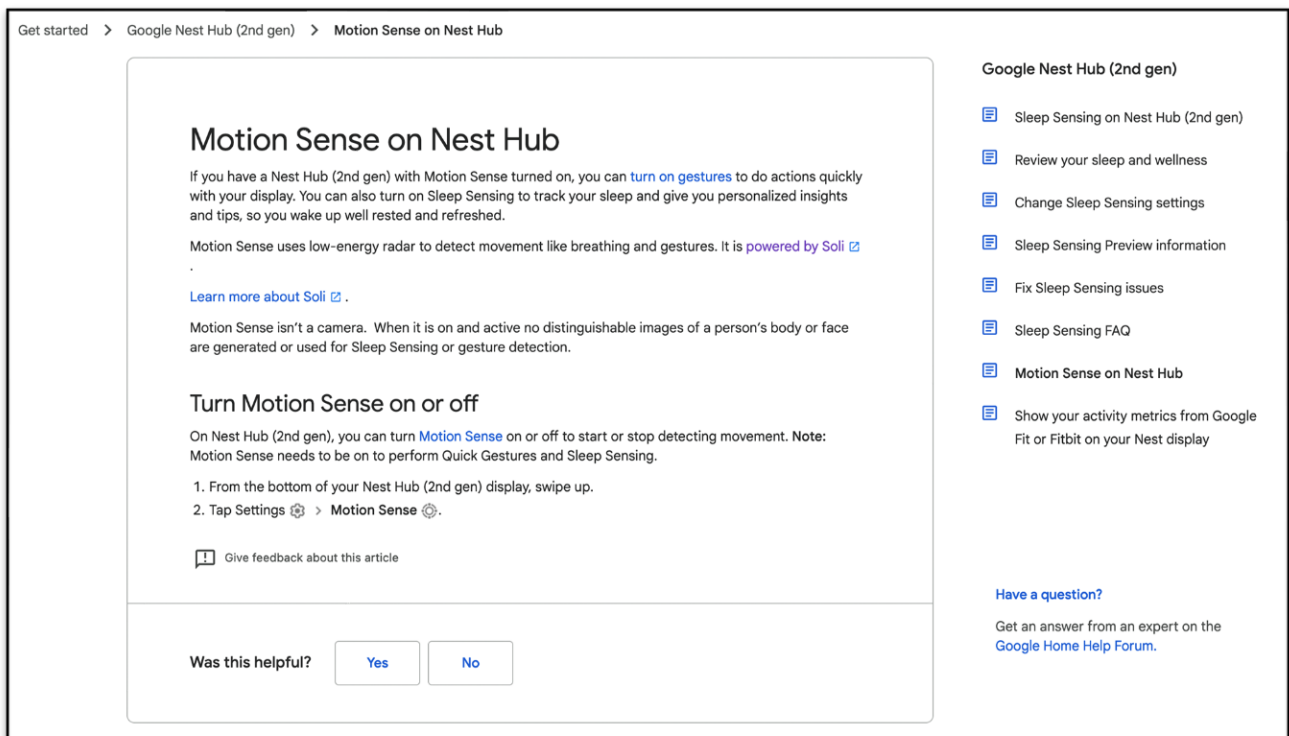 Get started > Google Nest Hub (2nd gen) > Motion Sense on Nest Hub
Motion Sense on Nest Hub
If you have a Nest Hub (2nd gen) with Motion Sense turned on, you can turn on gestures to do actions quickly
with your display. You can also turn on Sleep Sensing to track your sleep and give you personalized insights
and tips, so you wake up well rested and refreshed.
Motion Sense uses low-energy radar to detect movement like breathing and gestures. It is powered by Soli
.
Learn more about Soli .
Motion Sense isn't a camera. When it is on and active no distinguishable images of a person's body or face
are generated or used for Sleep Sensing or gesture detection.
Turn Motion Sense on or off
On Nest Hub (2nd gen), you can turn Motion Sense on or off to start or stop detecting movement. Note:
Motion Sense needs to be on to perform Quick Gestures and Sleep Sensing.
1. From the bottom of your Nest Hub (2nd gen) display, swipe up.
2. Tap Settings > Motion Sense .
Give feedback about this article
Was this helpful?
Yes
No
Google Nest Hub (2nd gen)
Sleep Sensing on Nest Hub (2nd gen)
Review your sleep and wellness
Change Sleep Sensing settings
Sleep Sensing Preview information
Fix Sleep Sensing issues
Sleep Sensing FAQ
Motion Sense on Nest Hub
Show your activity metrics from Google
Fit or Fitbit on your Nest display
Have a question?
Get an answer from an expert on the
Google Home Help Forum.